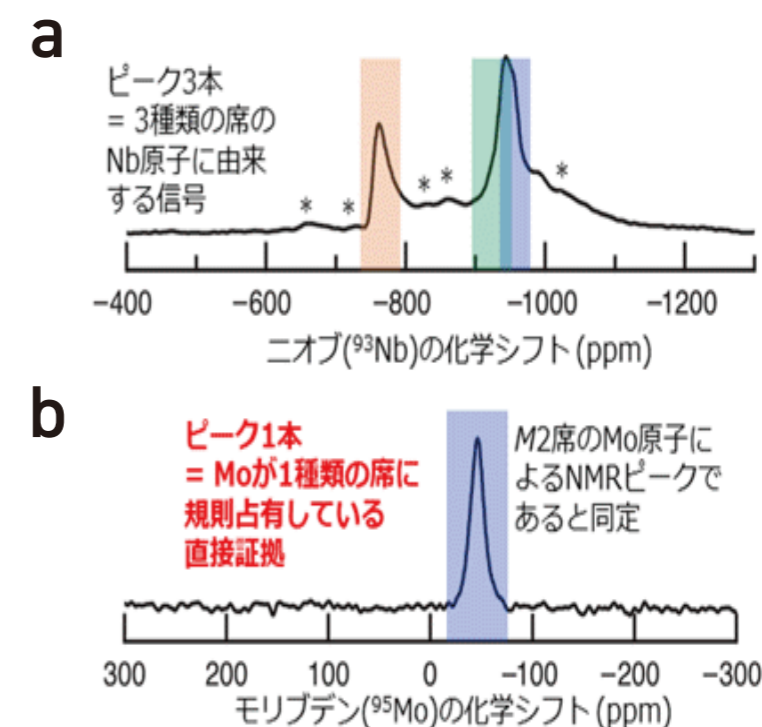 a
ピーク3本
= 3種類の席の
Nb原子に由来
する信号
* * * * *
−400 −600 −800 −1000 −1200
ニオブ(⁹³Nb)の化学シフト(ppm)
b
ピーク1本
= Moが1種類の席に
規則占有している
直接証拠
M2席のMo原子に
よるNMRピークで
あると同定
300 200 100 0 −100 −200 −300
モリブデン(⁹⁵Mo)の化学シフト(ppm)